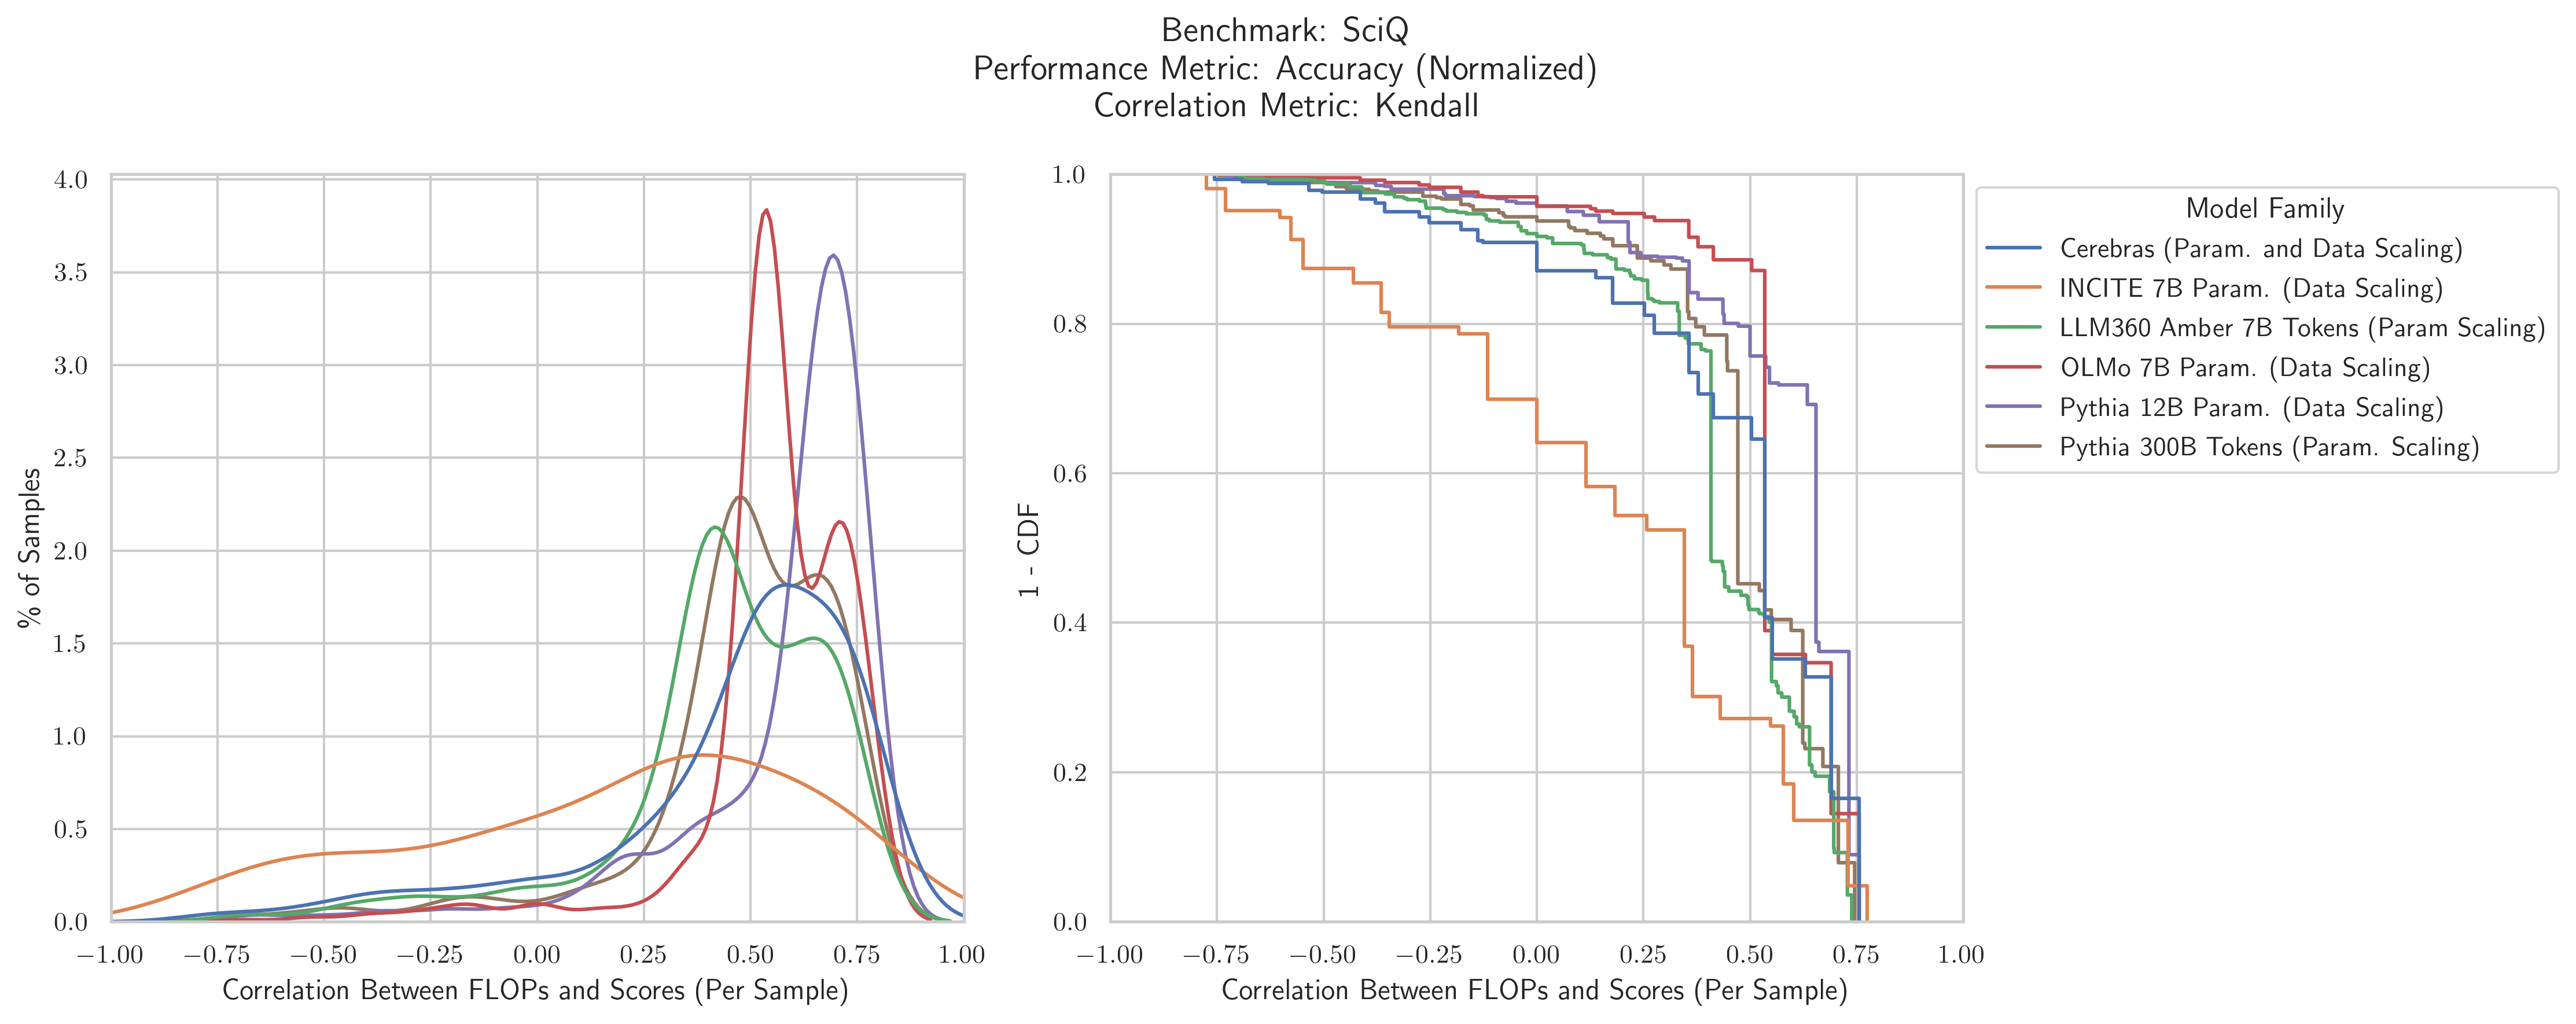 Benchmark: SciQ
Performance Metric: Accuracy (Normalized)
Correlation Metric: Kendall
% of Samples
4.0
3.5
3.0
2.5
2.0
1.5
1.0
0.5
0.0
−1.00 −0.75 −0.50 −0.25 0.00 0.25 0.50 0.75 1.00
Correlation Between FLOPs and Scores (Per Sample)
1 - CDF
1.0
0.8
0.6
0.4
0.2
0.0
−1.00 −0.75 −0.50 −0.25 0.00 0.25 0.50 0.75 1.00
Correlation Between FLOPs and Scores (Per Sample)
Model Family
Cerebras (Param. and Data Scaling)
INCITE 7B Param. (Data Scaling)
LLM360 Amber 7B Tokens (Param Scaling)
OLMo 7B Param. (Data Scaling)
Pythia 12B Param. (Data Scaling)
Pythia 300B Tokens (Param. Scaling)